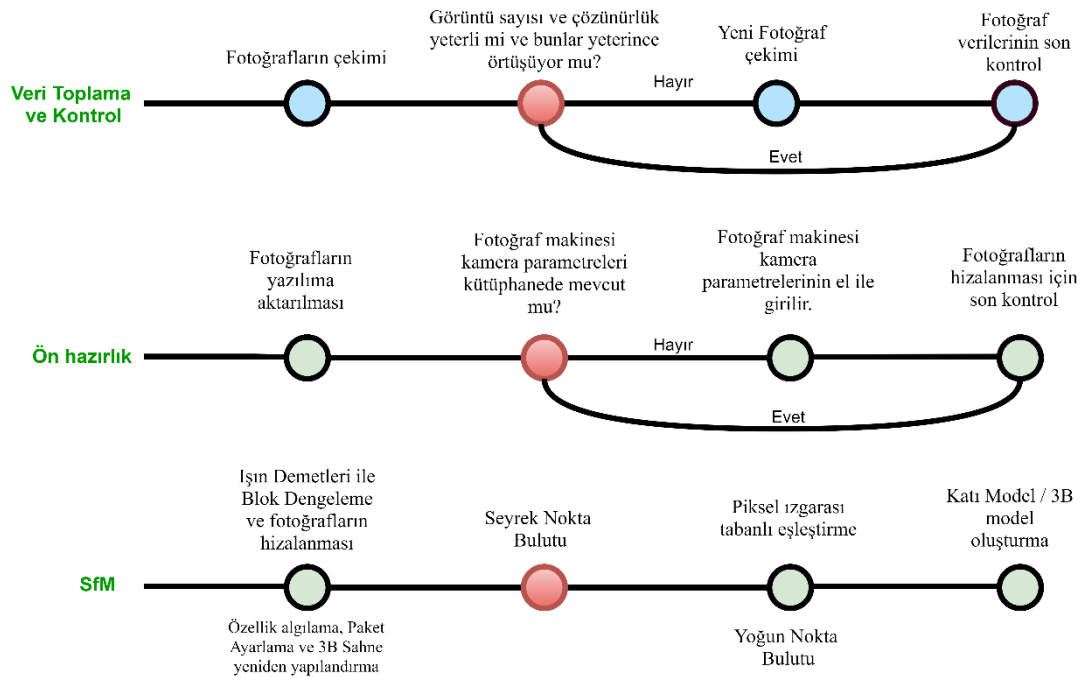 Veri Toplama
ve Kontrol
Fotoğrafların çekimi
Görüntü sayısı ve çözünürlük
yeterli mi ve bunlar yeterince
örtüşüyor mu?
Hayır
Yeni Fotoğraf
çekimi
Fotoğraf
verilerinin son
kontrol
Evet
Ön hazırlık
Fotoğrafların
yazılıma
aktarılması
Fotoğraf makinesi
kamera parametreleri
kütüphanede mevcut
mu?
Hayır
Fotoğraf makinesi
kamera
parametrelerinin el ile
girilir.
Fotoğrafların
hizalanması için
son kontrol
Evet
SfM
Işın Demetleri ile
Blok Dengeleme
ve fotoğrafların
hizalanması
Özellik algılama, Paket
Ayarlama ve 3B Sahne
yeniden yapılandırma
Seyrek Nokta
Bulutu
Piksel ızgarası
tabanlı eşleştirme
Yoğun Nokta
Bulutu
Katı Model / 3B
model
oluşturma